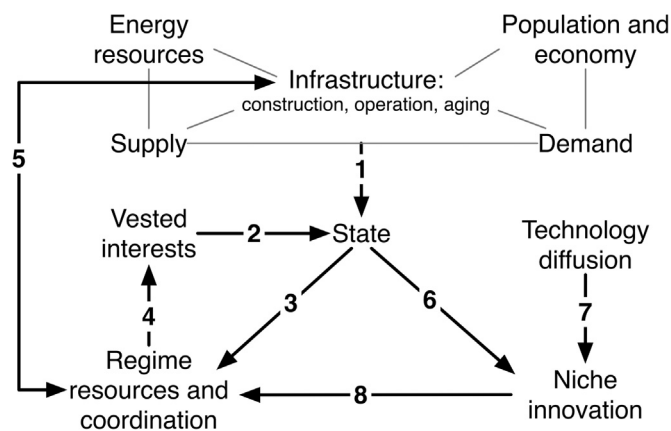 Energy
resources
Population and
economy
Infrastructure:
construction, operation, aging
Supply
Demand
5
1
Vested
interests
2
State
Technology
diffusion
3
6
4
7
Regime
resources and
coordination
8
Niche
innovation